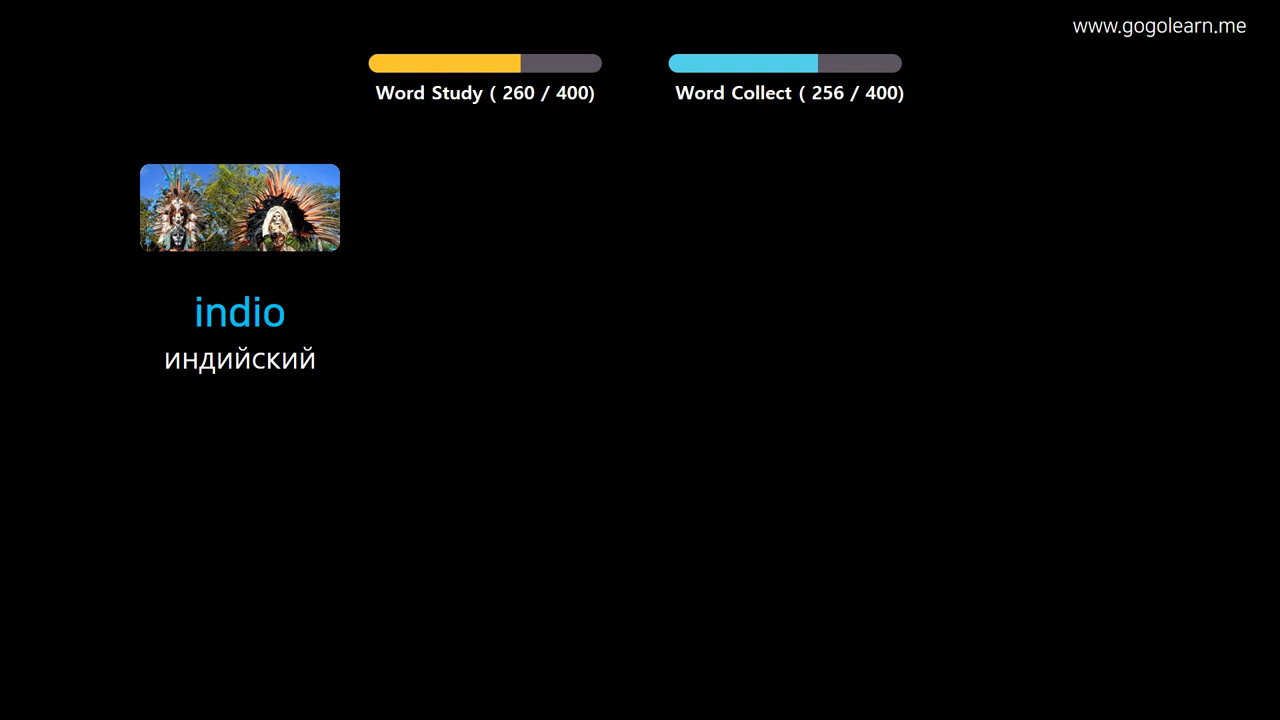 www.gogolearn.me
Word Study ( 260 / 400)
Word Collect ( 256 / 400)
indio
индийский